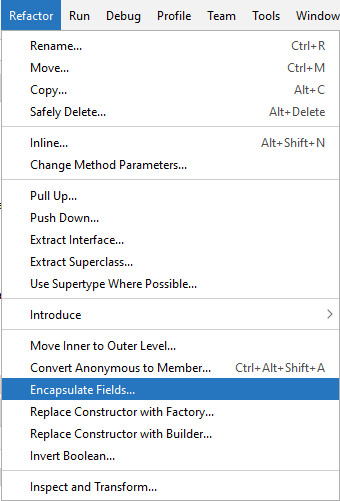 Refactor Run Debug Profile Team Tools Window
Rename... Ctrl+R
Move... Ctrl+M
Copy... Alt+C
Safely Delete... Alt+Delete
Inline... Alt+Shift+N
Change Method Parameters...
Pull Up...
Push Down...
Extract Interface...
Extract Superclass...
Use Supertype Where Possible...
Introduce
Move Inner to Outer Level...
Convert Anonymous to Member... Ctrl+Alt+Shift+A
Encapsulate Fields...
Replace Constructor with Factory...
Replace Constructor with Builder...
Invert Boolean...
Inspect and Transform...